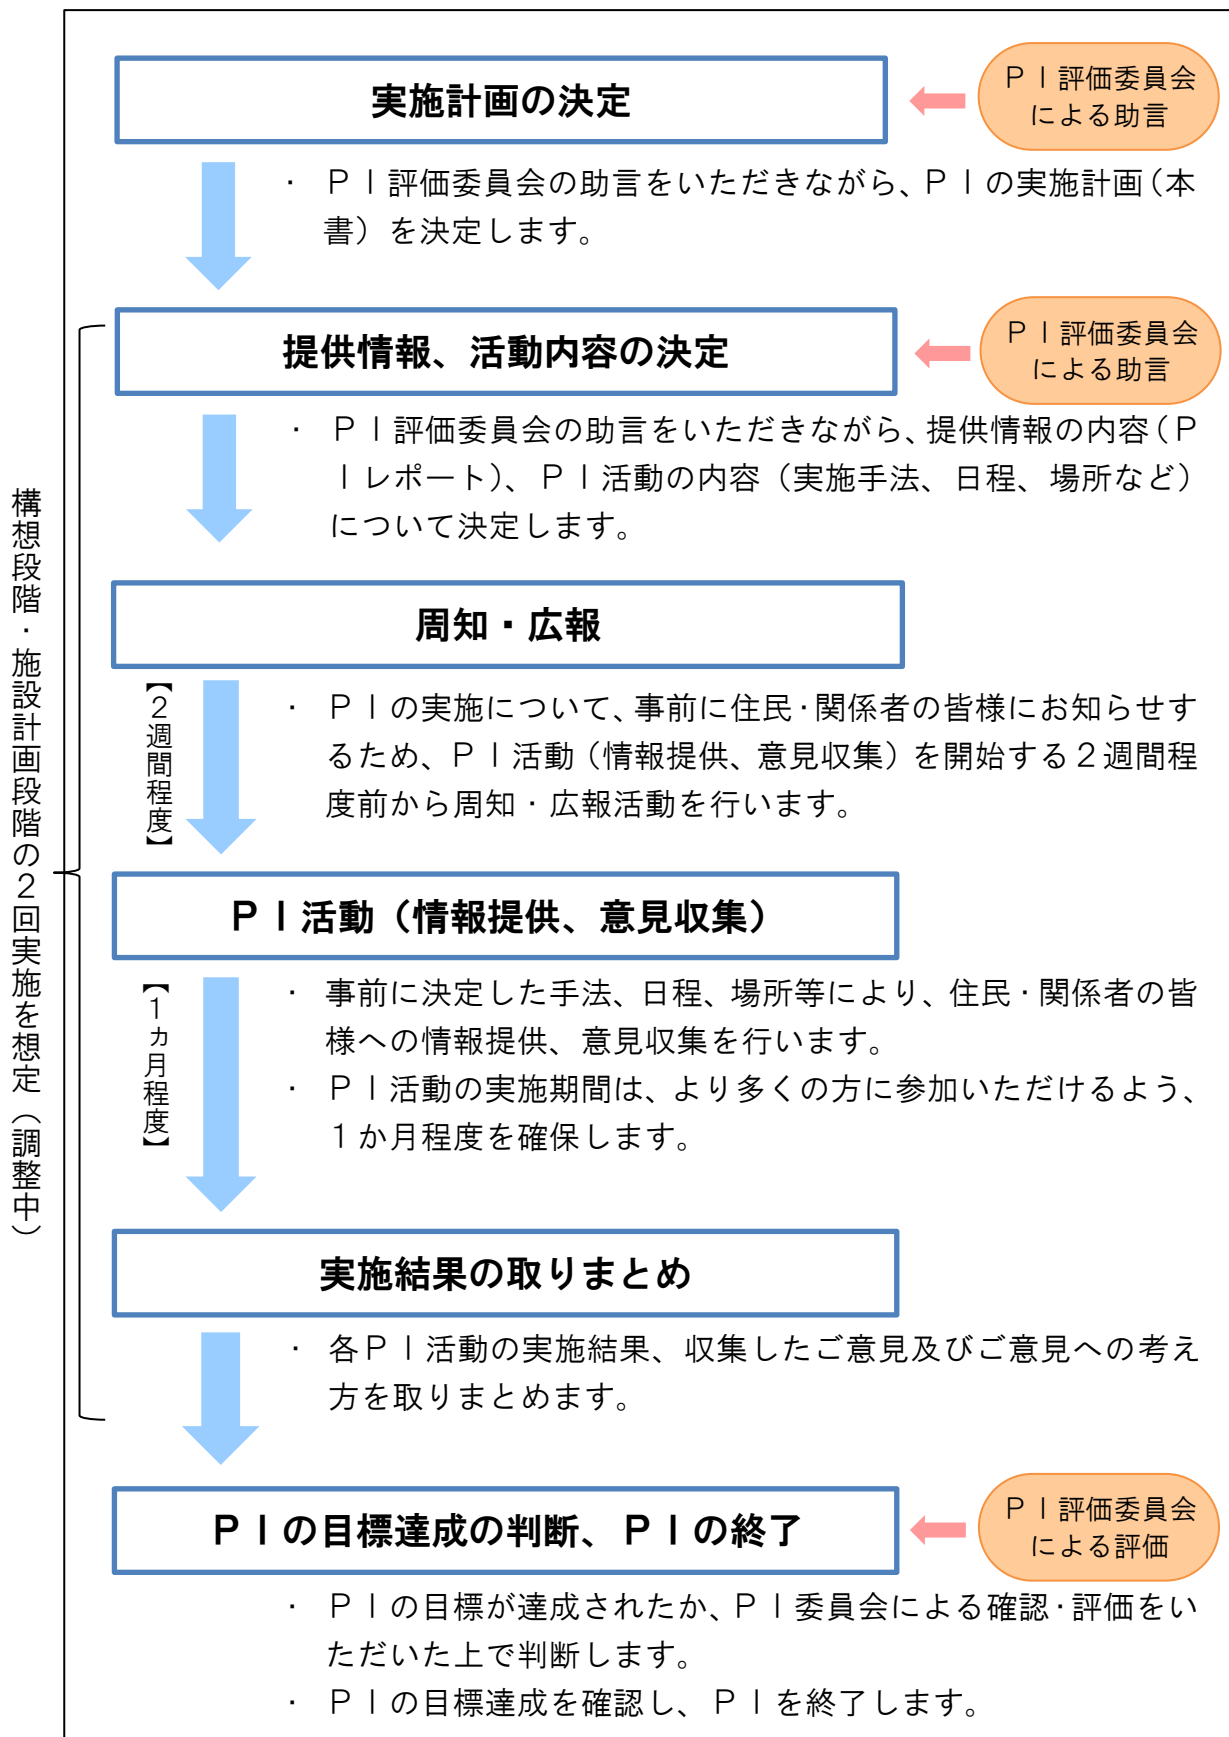 実施計画の決定
ＰＩ評価委員会
による助言
・ ＰＩ評価委員会の助言をいただきながら、ＰＩの実施計画（本
書）を決定します。
提供情報、活動内容の決定
ＰＩ評価委員会
による助言
・ ＰＩ評価委員会の助言をいただきながら、提供情報の内容（Ｐ
Ｉレポート）、ＰＩ活動の内容（実施手法、日程、場所など）
について決定します。
周知・広報
【２週間程度】
・ ＰＩの実施について、事前に住民・関係者の皆様にお知らせす
るため、ＰＩ活動（情報提供、意見収集）を開始する２週間程
度前から周知・広報活動を行います。
ＰＩ活動（情報提供、意見収集）
【１ヵ月程度】
・ 事前に決定した手法、日程、場所等により、住民・関係者の皆
様への情報提供、意見収集を行います。
・ ＰＩ活動の実施期間は、より多くの方に参加いただけるよう、
１か月程度を確保します。
実施結果の取りまとめ
・ 各ＰＩ活動の実施結果、収集したご意見及びご意見への考え
方を取りまとめます。
構想段階・施設計画段階の２回実施を想定（調整中）
ＰＩの目標達成の判断、ＰＩの終了
ＰＩ評価委員会
による評価
・ ＰＩの目標が達成されたか、ＰＩ委員会による確認・評価をい
ただいた上で判断します。
・ ＰＩの目標達成を確認し、ＰＩを終了します。